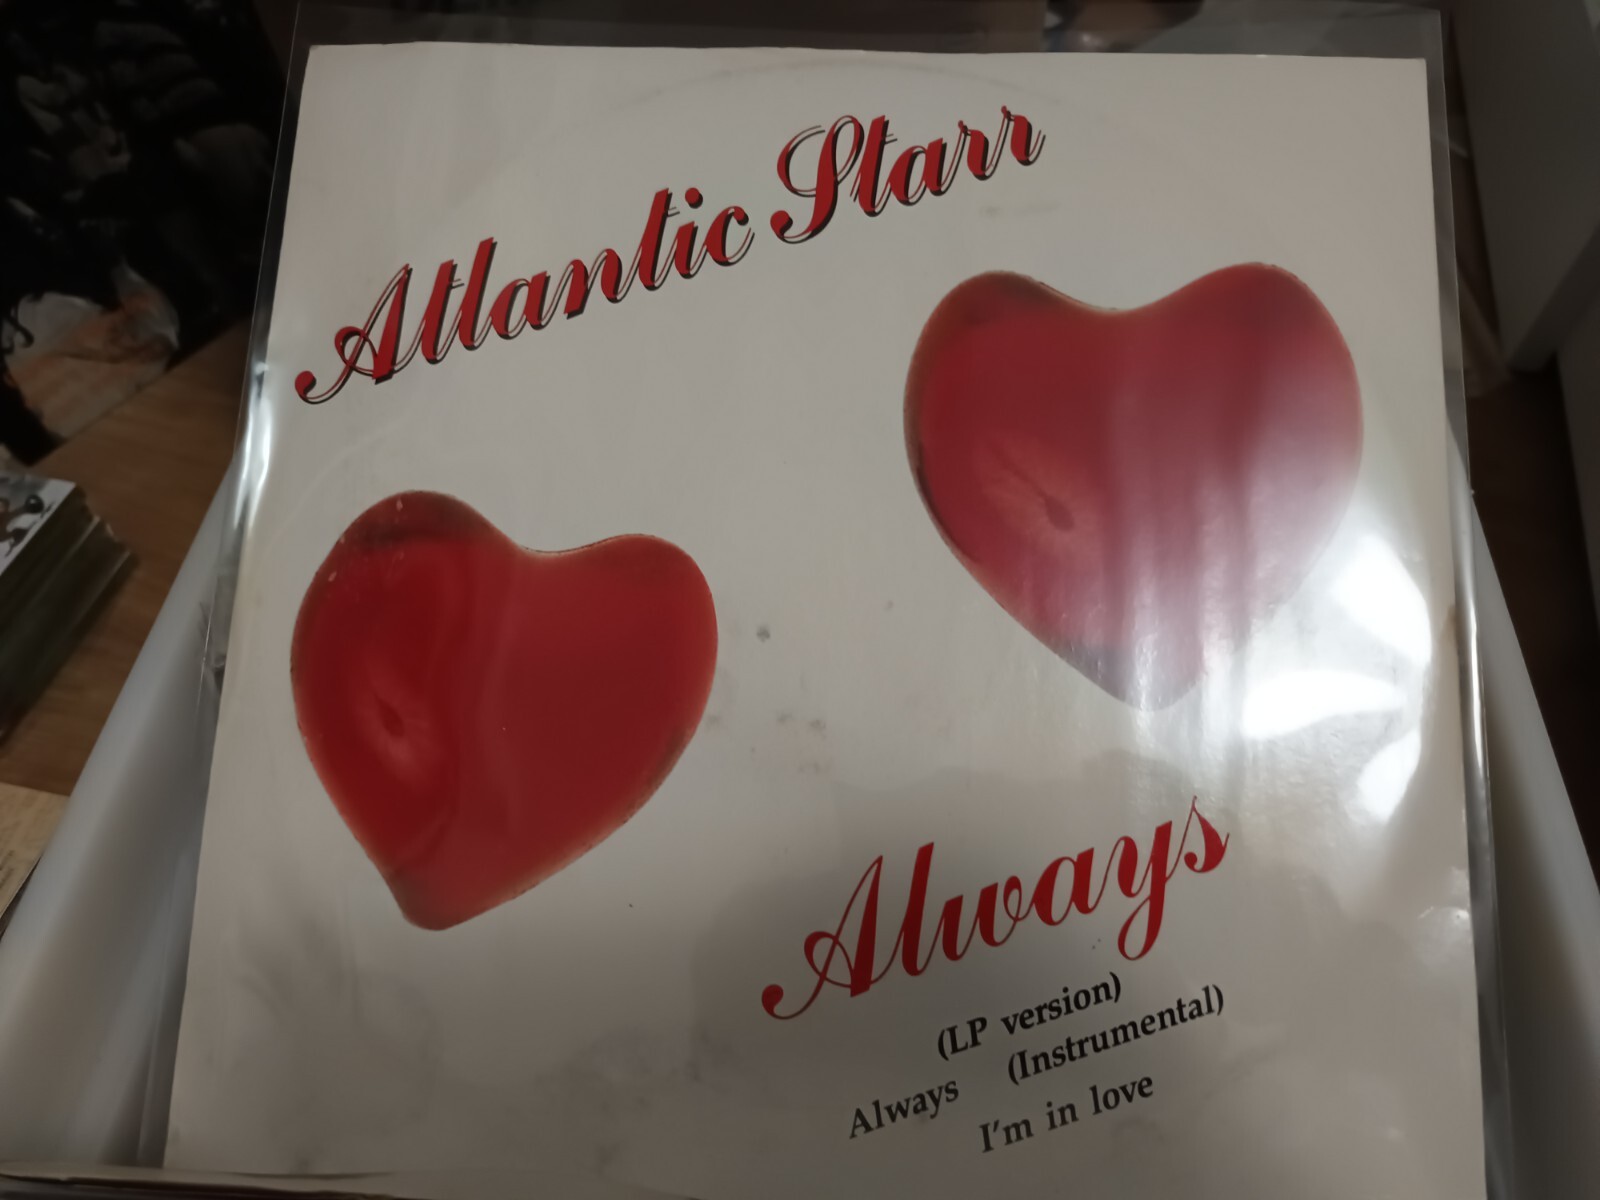 Atlantic Starr
Always
(LP version)
Always (Instrumental)
I'm in love